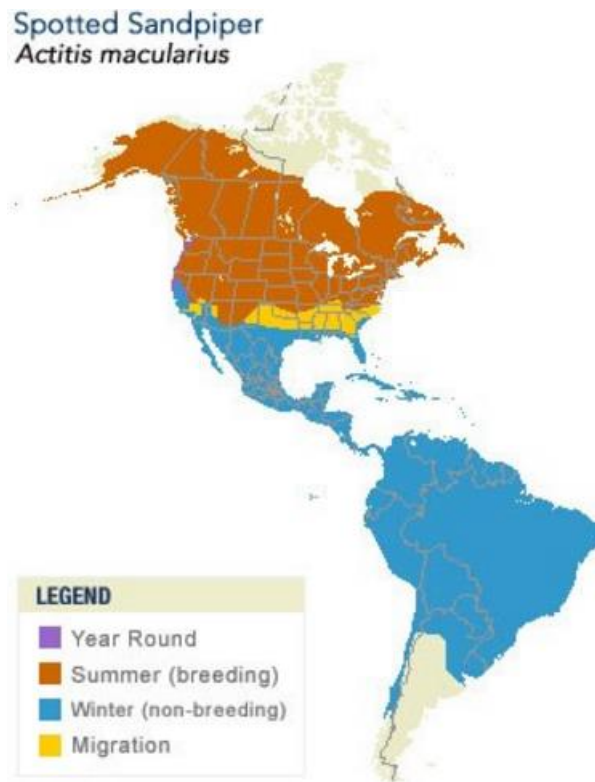 Spotted Sandpiper
Actitis macularius
LEGEND
Year Round
Summer (breeding)
Winter (non-breeding)
Migration